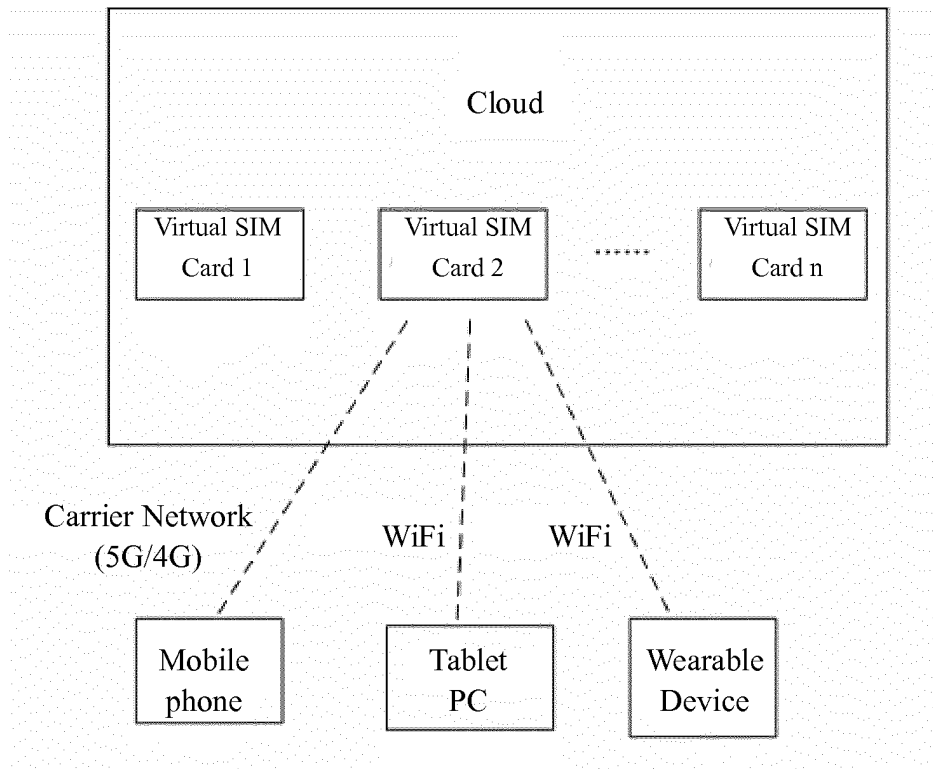 Cloud
Virtual SIM
Card 1
Virtual SIM
Card 2
Virtual SIM
Card n
Carrier Network
(5G/4G)
WiFi
WiFi
Mobile
phone
Tablet
PC
Wearable
Device